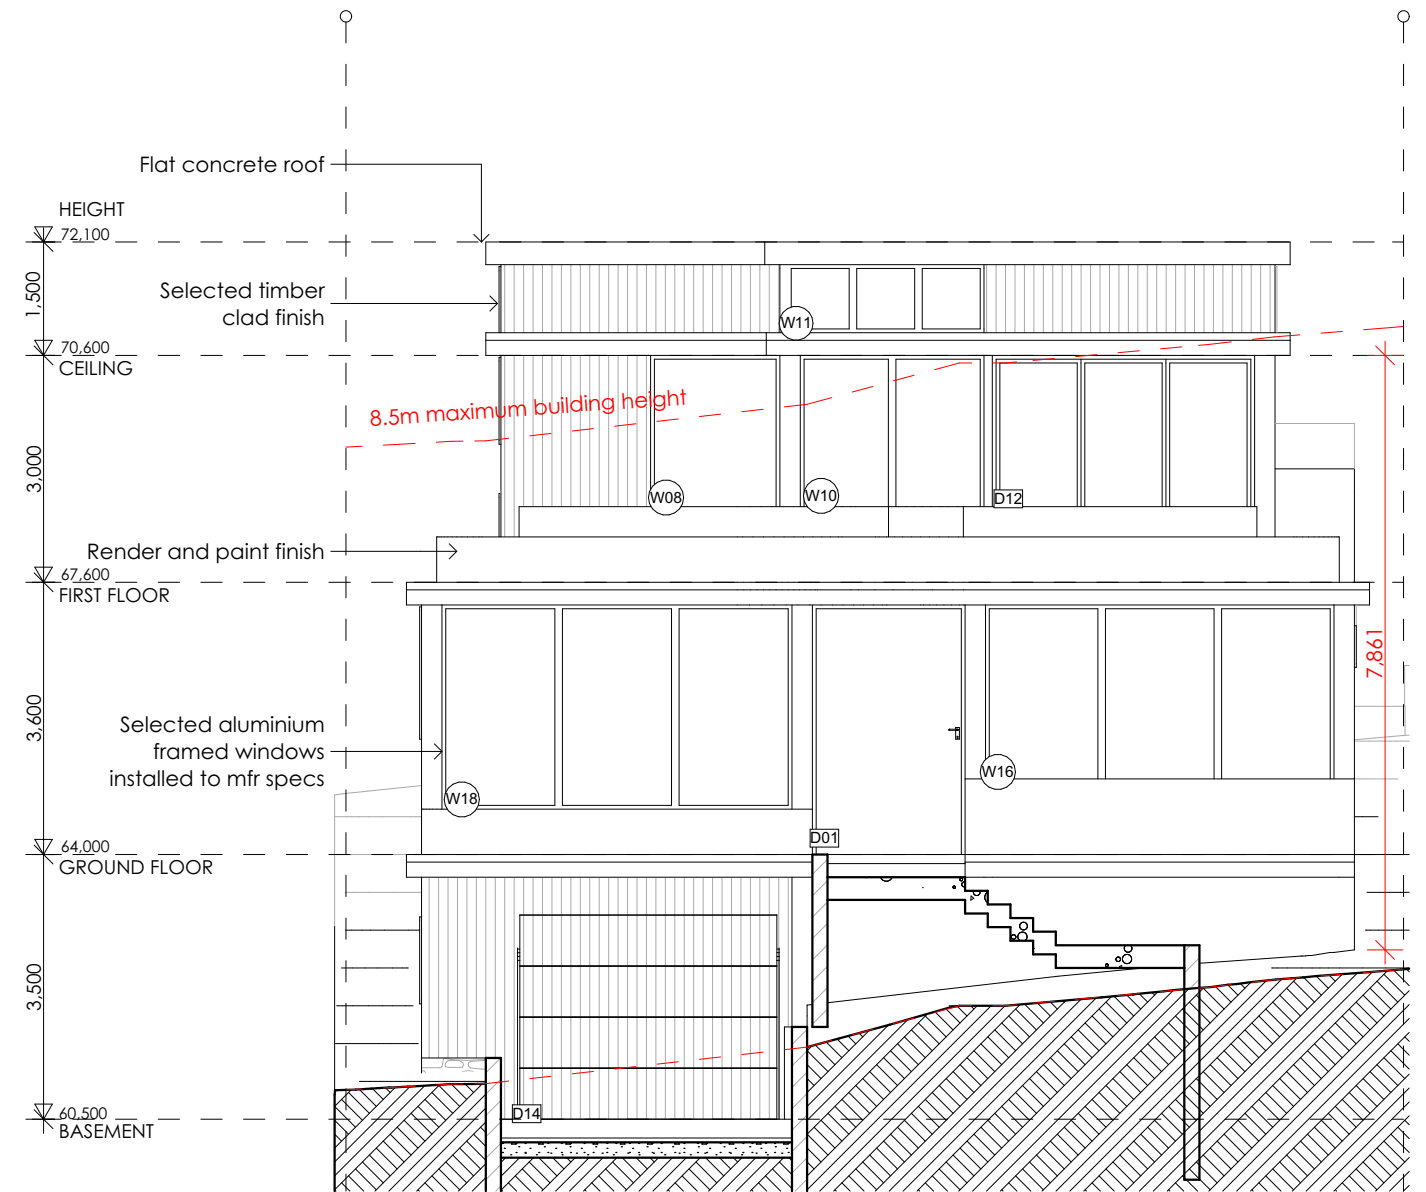 Flat concrete roof
HEIGHT
72,100
1,500
Selected timber
clad finish
W11
70,600
CEILING
8.5m maximum building height
3,000
W08
W10
D12
Render and paint finish
67,600
FIRST FLOOR
7,861
3,600
Selected aluminium
framed windows
installed to mfr specs
W18
W16
D01
64,000
GROUND FLOOR
3,500
60,500
BASEMENT
D14